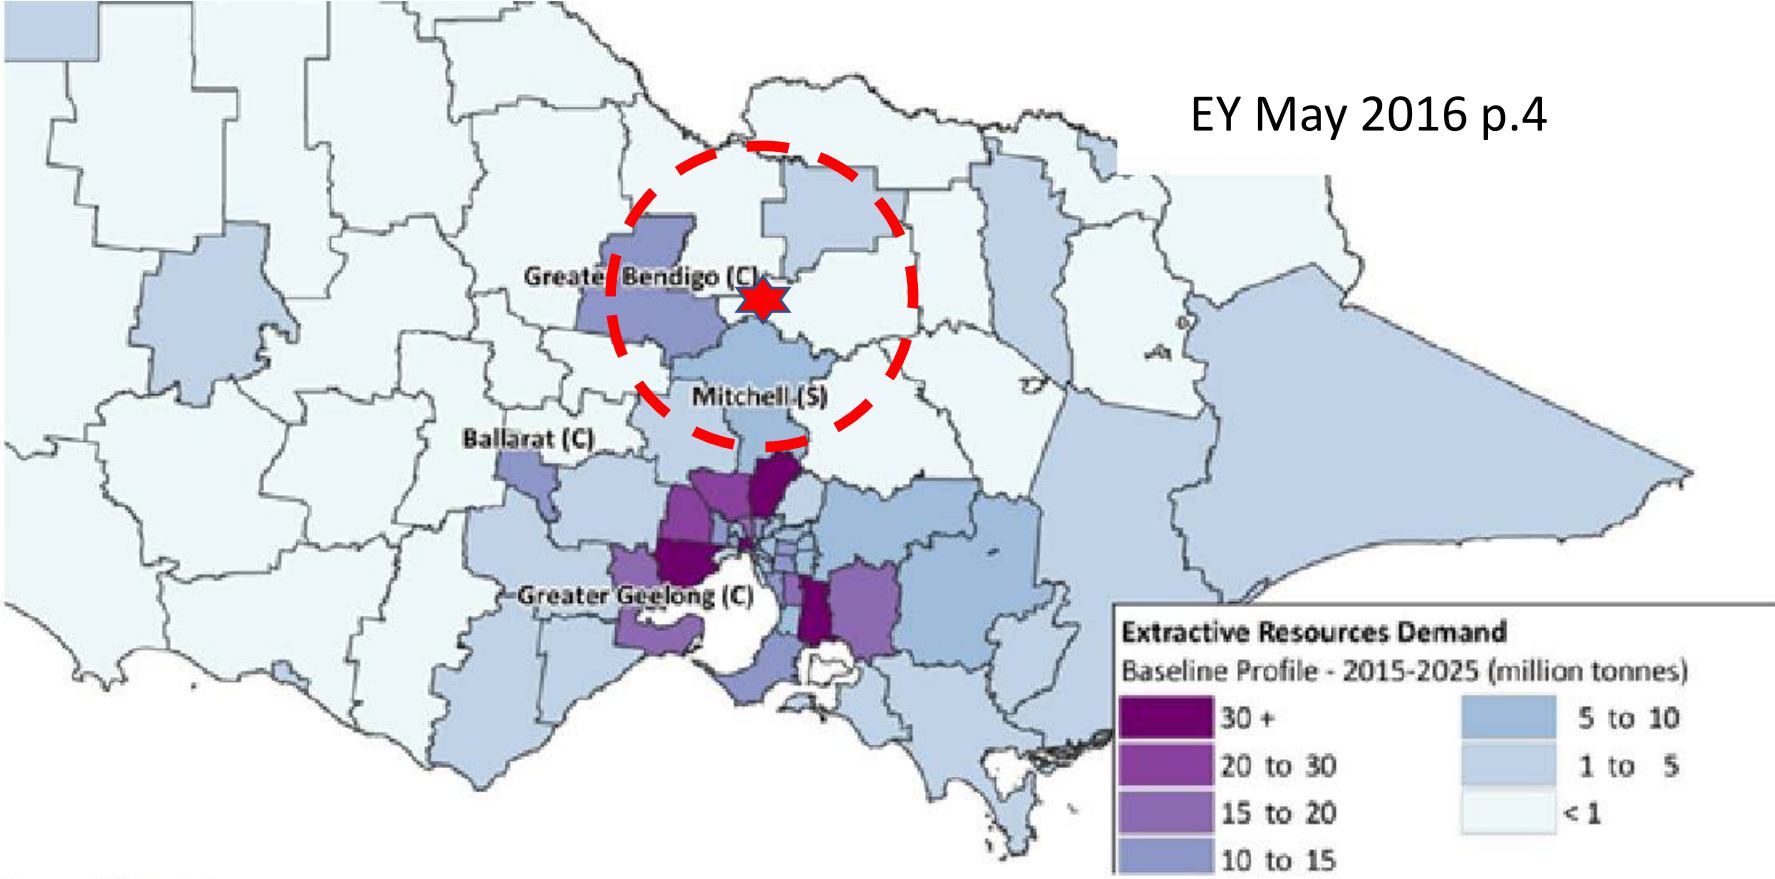 EY May 2016 p.4
Greater Bendigo (C)
Mitchell (S)
Ballarat (C)
Greater Geelong (C)
Extractive Resources Demand
Baseline Profile - 2015-2025 (million tonnes)
30 +
20 to 30
15 to 20
10 to 15
5 to 10
1 to 5
< 1